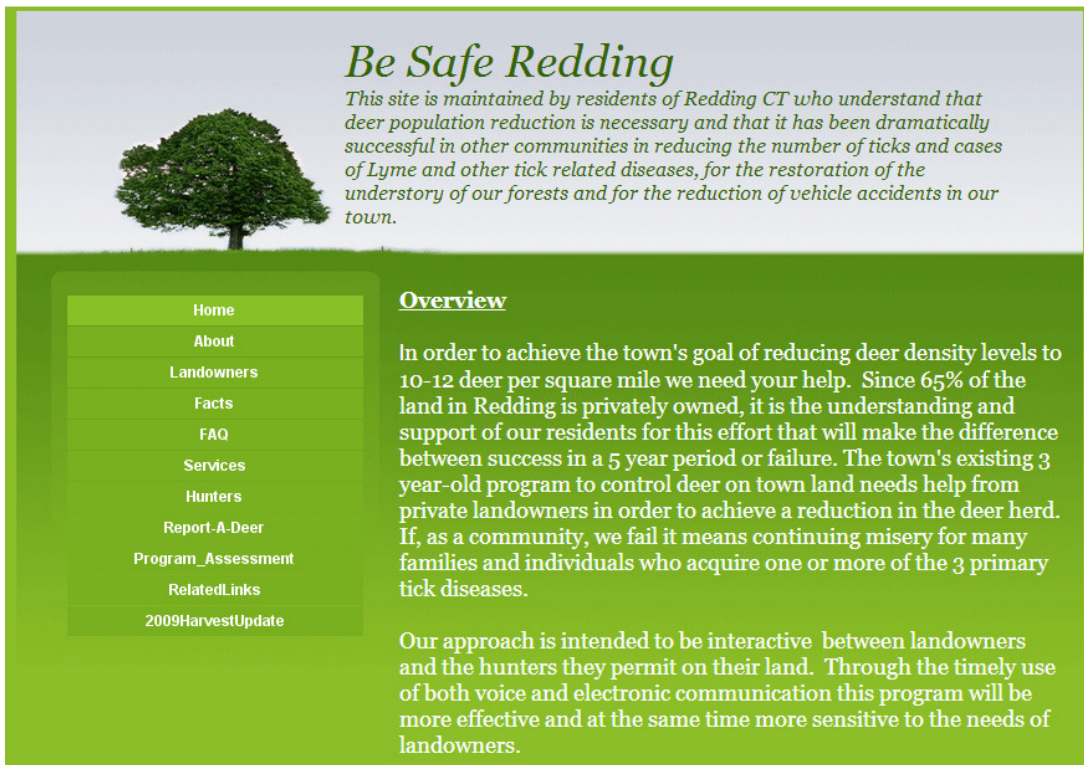 Be Safe Redding
This site is maintained by residents of Redding CT who understand that
deer population reduction is necessary and that it has been dramatically
successful in other communities in reducing the number of ticks and cases
of Lyme and other tick related diseases, for the restoration of the
understory of our forests and for the reduction of vehicle accidents in our
town.
Home
About
Landowners
Facts
FAQ
Services
Hunters
Report-A-Deer
Program_Assessment
RelatedLinks
2009HarvestUpdate
Overview
In order to achieve the town's goal of reducing deer density levels to
10-12 deer per square mile we need your help.  Since 65% of the
land in Redding is privately owned, it is the understanding and
support of our residents for this effort that will make the difference
between success in a 5 year period or failure. The town's existing 3
year-old program to control deer on town land needs help from
private landowners in order to achieve a reduction in the deer herd.
If, as a community, we fail it means continuing misery for many
families and individuals who acquire one or more of the 3 primary
tick diseases.
Our approach is intended to be interactive  between landowners
and the hunters they permit on their land.  Through the timely use
of both voice and electronic communication this program will be
more effective and at the same time more sensitive to the needs of
landowners.